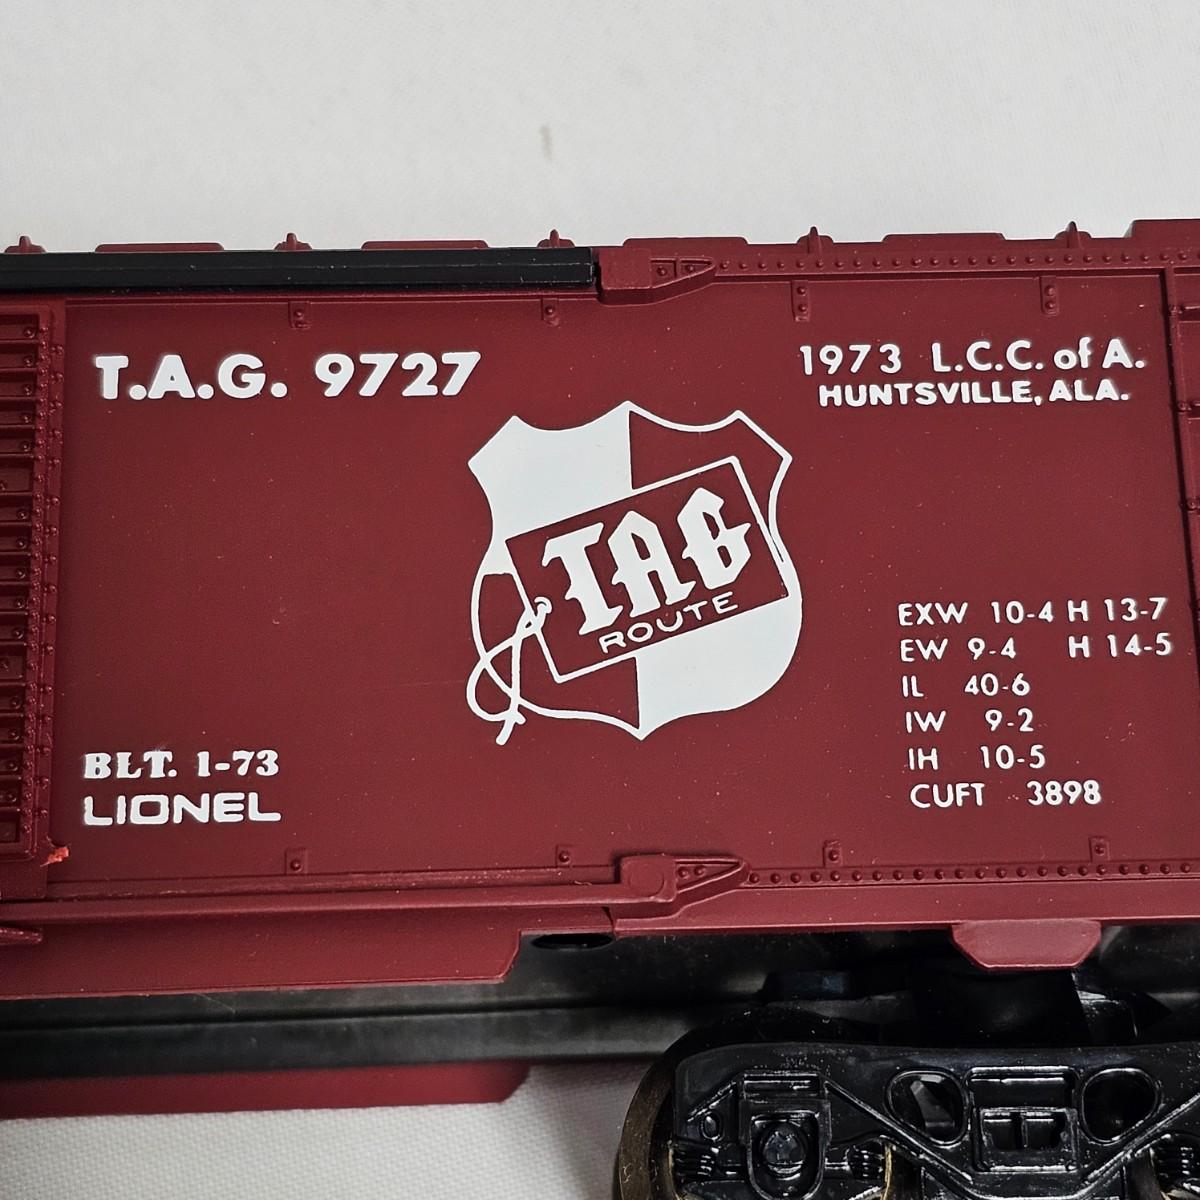 T.A.G. 9727
1973 L.C.C. of A.
HUNTSVILLE, ALA.
TAG
ROUTE
EXW 10-4 H 13-7
EW 9-4 H 14-5
IL 40-6
IW 9-2
IH 10-5
CUFT 3898
BLT. 1-73
LIONEL